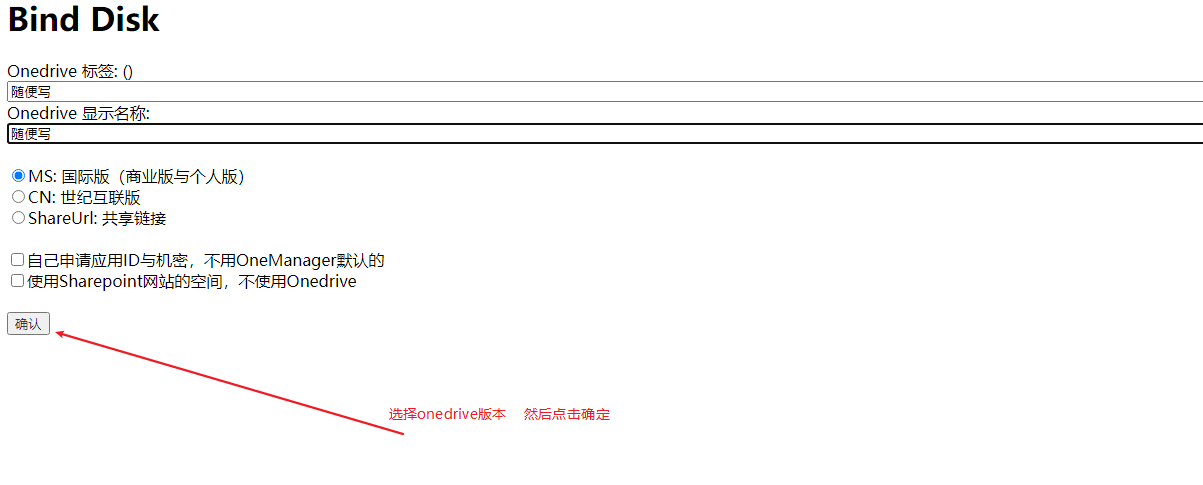 Bind Disk
Onedrive 标签: ()
随便写
Onedrive 显示名称:
随便写
MS: 国际版（商业版与个人版）
CN: 世纪互联版
ShareUrl: 共享链接
自己申请应用ID与机密，不用OneManager默认的
使用Sharepoint网站的空间，不使用Onedrive
确认
选择onedrive版本 然后点击确定